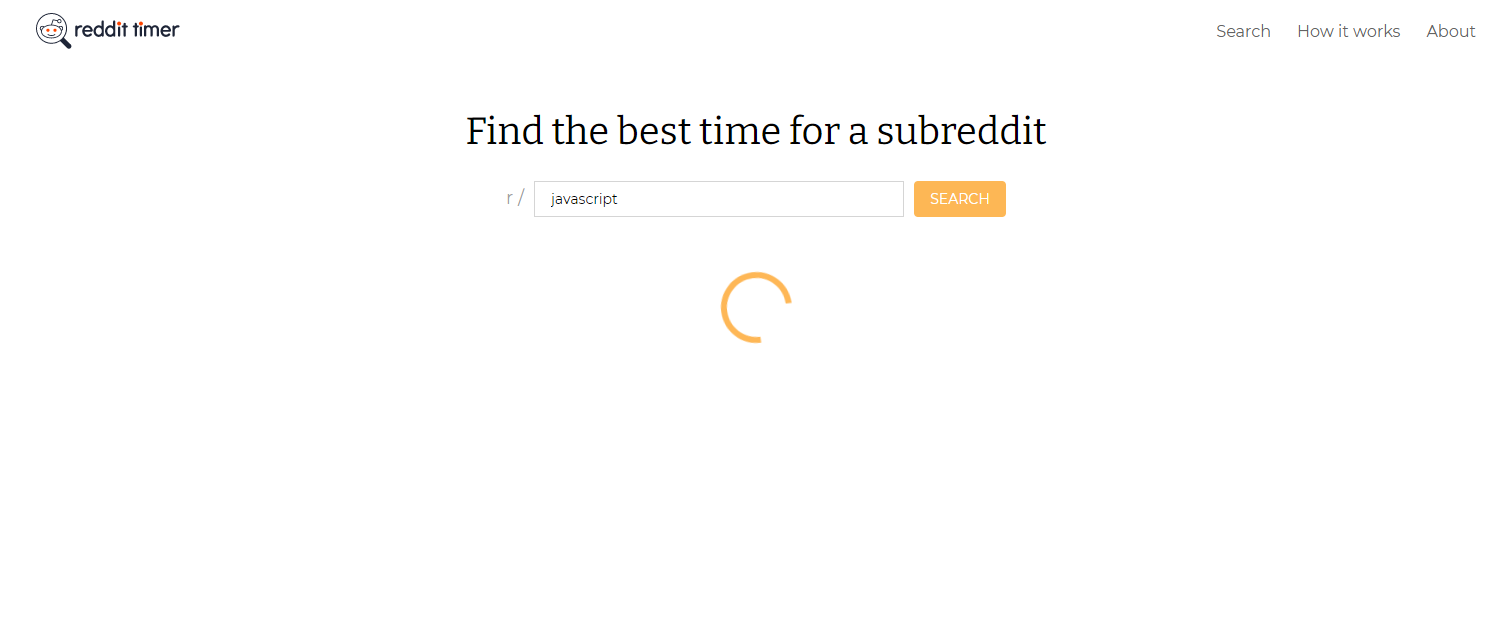 reddit timer
Search How it works About
Find the best time for a subreddit
r / javascript SEARCH